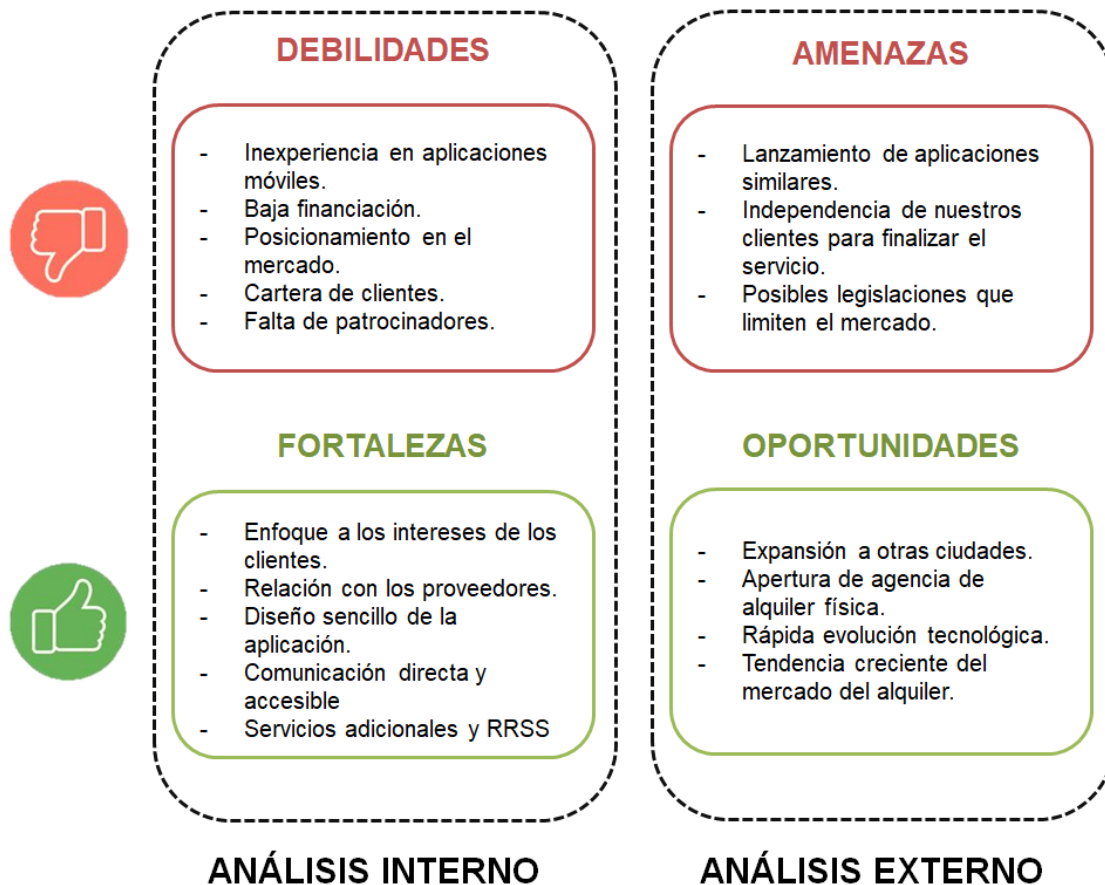 DEBILIDADES
- Inexperiencia en aplicaciones
móviles.
- Baja financiación.
- Posicionamiento en el
mercado.
- Cartera de clientes.
- Falta de patrocinadores.
AMENAZAS
- Lanzamiento de aplicaciones
similares.
- Independencia de nuestros
clientes para finalizar el
servicio.
- Posibles legislaciones que
limiten el mercado.
FORTALEZAS
- Enfoque a los intereses de los
clientes.
- Relación con los proveedores.
- Diseño sencillo de la
aplicación.
- Comunicación directa y
accesible
- Servicios adicionales y RRSS
OPORTUNIDADES
- Expansión a otras ciudades.
- Apertura de agencia de
alquiler física.
- Rápida evolución tecnológica.
- Tendencia creciente del
mercado del alquiler.
ANÁLISIS INTERNO
ANÁLISIS EXTERNO